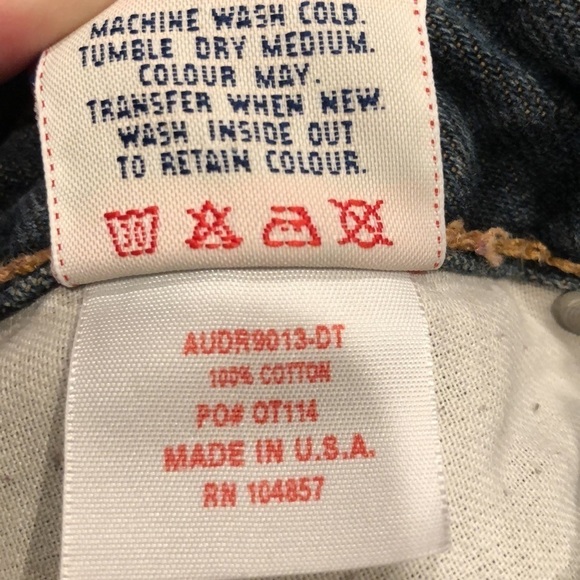 MACHINE WASH COLD.
TUMBLE DRY MEDIUM.
COLOUR MAY.
TRANSFER WHEN NEW.
WASH INSIDE OUT
TO RETAIN COLOUR.
30
AUDR9013-DT
100% COTTON
PO# OT114
MADE IN U.S.A.
RN 104857